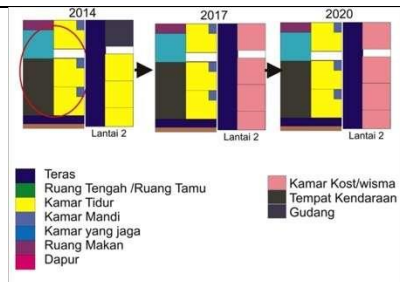 2014 2017 2020
Lantai 2 Lantai 2 Lantai 2
Teras
Ruang Tengah /Ruang Tamu
Kamar Tidur
Kamar Mandi
Kamar yang jaga
Ruang Makan
Dapur
Kamar Kost/wisma
Tempat Kendaraan
Gudang